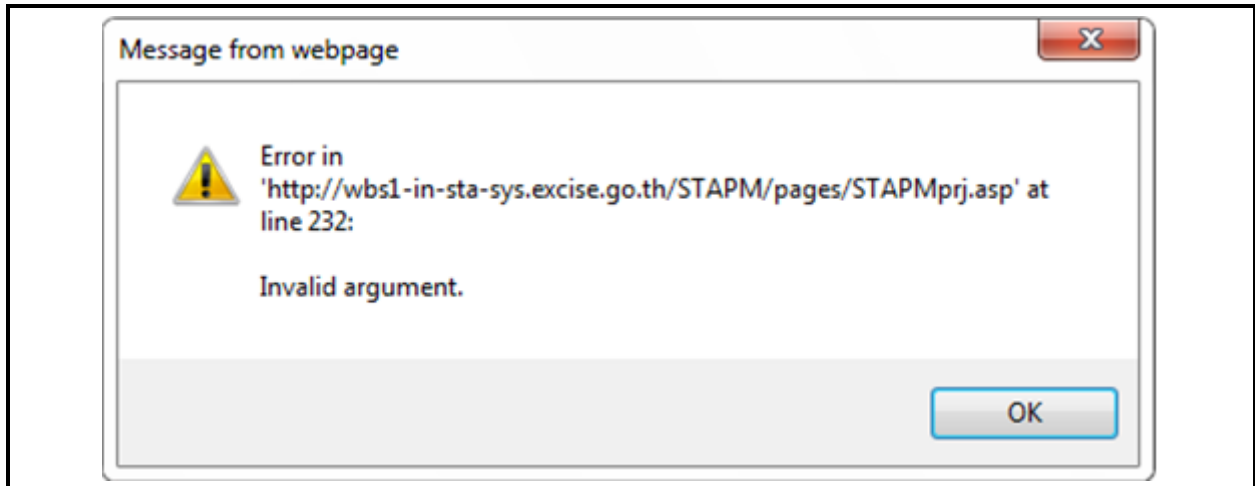 Message from webpage
Error in
'http://wbs1-in-sta-sys.excise.go.th/STAPM/pages/STAPMprj.asp' at
line 232:
Invalid argument.
OK